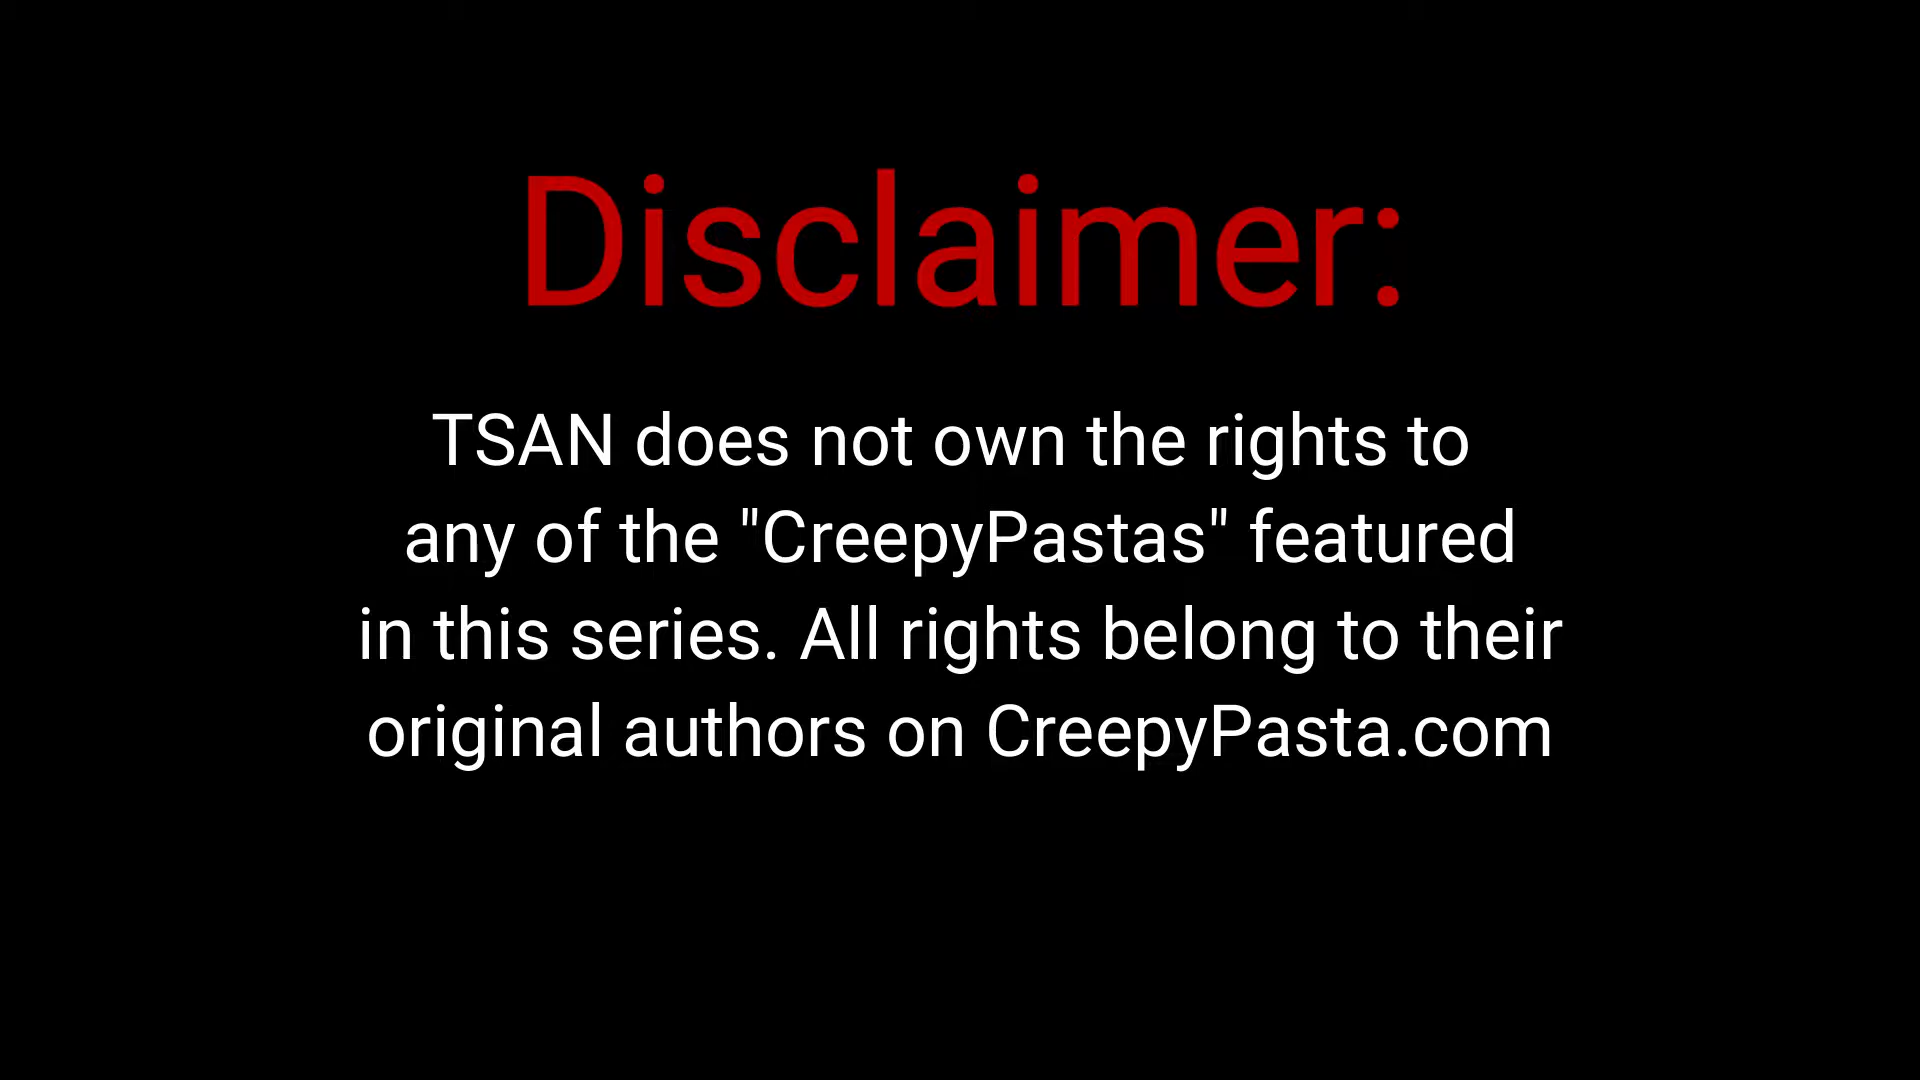 Disclaimer:
TSAN does not own the rights to
any of the "CreepyPastas" featured
in this series. All rights belong to their
original authors on CreepyPasta.com